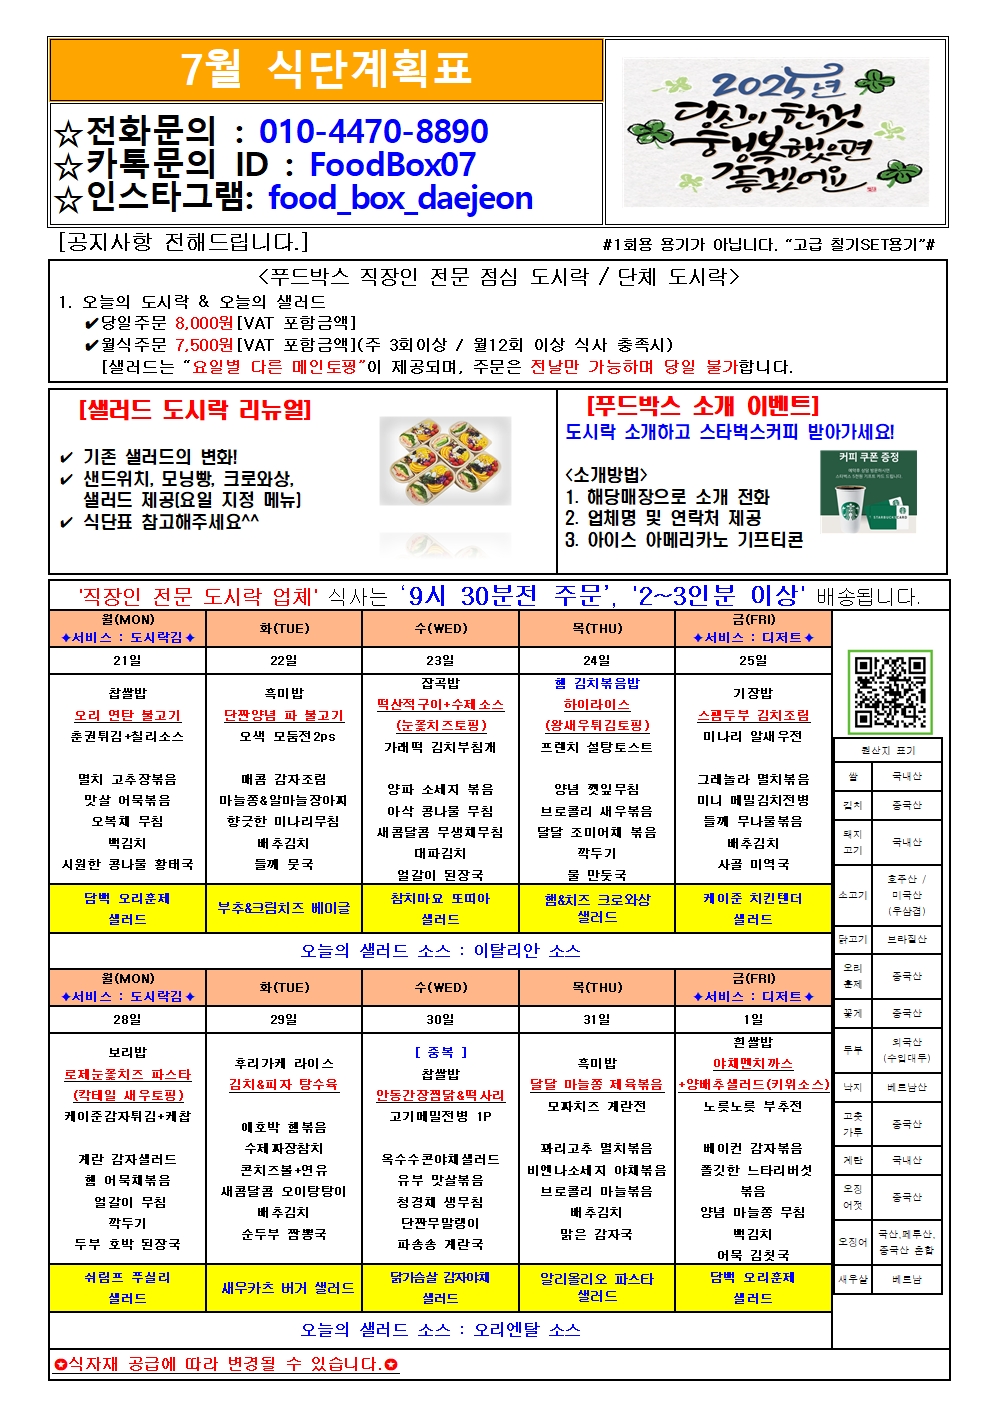 7월 식단계획표
☆전화문의 : 010-4470-8890
☆카톡문의 ID : FoodBox07
☆인스타그램: food_box_daejeon
2025년
당신이 한 것
행복했으면
좋겠어요
[공지사항 전해드립니다.]
#1회용 용기가 아닙니다. “고급 찰기SET용기”#
<푸드박스 직장인 전문 점심 도시락 / 단체 도시락>
1. 오늘의 도시락 & 오늘의 샐러드
✔당일주문 8,000원[VAT 포함금액]
✔월식주문 7,500원[VAT 포함금액](주 3회이상 / 월12회 이상 식사 충족시)
[샐러드는 “요일별 다른 메인토핑”이 제공되며, 주문은 전날만 가능하며 당일 불가합니다.
[샐러드 도시락 리뉴얼]
✔ 기존 샐러드의 변화!
✔ 샌드위치, 모닝빵, 크로와상,
샐러드 제공(요일 지정 메뉴)
✔ 식단표 참고해주세요^^
[푸드박스 소개 이벤트]
도시락 소개하고 스타벅스커피 받아가세요!
<소개방법>
1. 해당매장으로 소개 전화
2. 업체명 및 연락처 제공
3. 아이스 아메리카노 기프티콘
커피 쿠폰 증정
'직장인 전문 도시락 업체' 식사는 ‘9시 30분전 주문’, '2~3인분 이상' 배송됩니다.
월(MON)
✦서비스 : 도시락김✦
화(TUE)
수(WED)
목(THU)
금(FRI)
✦서비스 : 디저트✦
21일
22일
23일
24일
25일
찹쌀밥
오리 연탄 불고기
춘권튀김+칠리소스
멸치 고추장볶음
맛살 어묵볶음
오복채 무침
백김치
시원한 콩나물 황태국
흑미밥
단짠양념 파 불고기
오색 모둠전2ps
매콤 감자조림
마늘쫑&알마늘장아찌
향긋한 미나리무침
배추김치
들깨 뭇국
잡곡밥
떡산적구이+수제소스
(눈꽃치즈토핑)
가래떡 김치부침개
양파 소세지 볶음
아삭 콩나물 무침
새콤달콤 무생채무침
대파김치
얼갈이 된장국
햄 김치볶음밥
하이라이스
(왕새우튀김토핑)
프렌치 설탕토스트
양념 깻잎무침
브로콜리 새우볶음
달달 조미어채 볶음
깍두기
물 만둣국
기장밥
스팸두부 김치조림
미나리 알새우전
그레놀라 멸치볶음
미니 메밀김치전병
들깨 무나물볶음
배추김치
사골 미역국
담백 오리훈제
샐러드
부추&크림치즈 베이글
참치마요 또띠아
샐러드
햄&치즈 크로와상
샐러드
케이준 치킨텐더
샐러드
오늘의 샐러드 소스 : 이탈리안 소스
월(MON)
✦서비스 : 도시락김✦
화(TUE)
수(WED)
목(THU)
금(FRI)
✦서비스 : 디저트✦
28일
29일
30일
31일
1일
보리밥
로제눈꽃치즈 파스타
(칵테일 새우토핑)
케이준감자튀김+케찹
계란 감자샐러드
햄 어묵채볶음
얼갈이 무침
깍두기
두부 호박 된장국
후리가케 라이스
김치&피자 탕수육
애호박 햄볶음
수제짜장참치
콘치즈볼+연유
새콤달콤 오이탕탕이
배추김치
순두부 짬뽕국
[ 중복 ]
찹쌀밥
안동간장찜닭&떡사리
고기메밀전병 1P
옥수수콘야채샐러드
유부 맛살볶음
청경채 생무침
단짠무말랭이
파송송 계란국
흑미밥
달달 마늘쫑 제육볶음
모짜치즈 계란전
꽈리고추 멸치볶음
비엔나소세지 야채볶음
브로콜리 마늘볶음
배추김치
맑은 감자국
흰쌀밥
야채멘치까스
+양배추샐러드(키위소스)
노릇노릇 부추전
베이컨 감자볶음
쫄깃한 느타리버섯
볶음
양념 마늘쫑 무침
백김치
어묵 김칫국
쉬림프 푸실리
샐러드
새우카츠 버거 샐러드
닭가슴살 감자야채
샐러드
알리올리오 파스타
샐러드
담백 오리훈제
샐러드
오늘의 샐러드 소스 : 오리엔탈 소스
✪식자재 공급에 따라 변경될 수 있습니다.✪
원산지 표기
쌀 국내산
김치 중국산
돼지
고기 국내산
소고기 호주산 /
미국산
(우삼겹)
닭고기 브라질산
오리
훈제 중국산
꽃게 중국산
두부 외국산
(수입대두)
낙지 베트남산
고춧
가루 중국산
계란 국내산
오징
어젓 중국산
오징어 국산,페루산,
중국산 혼합
새우살 베트남